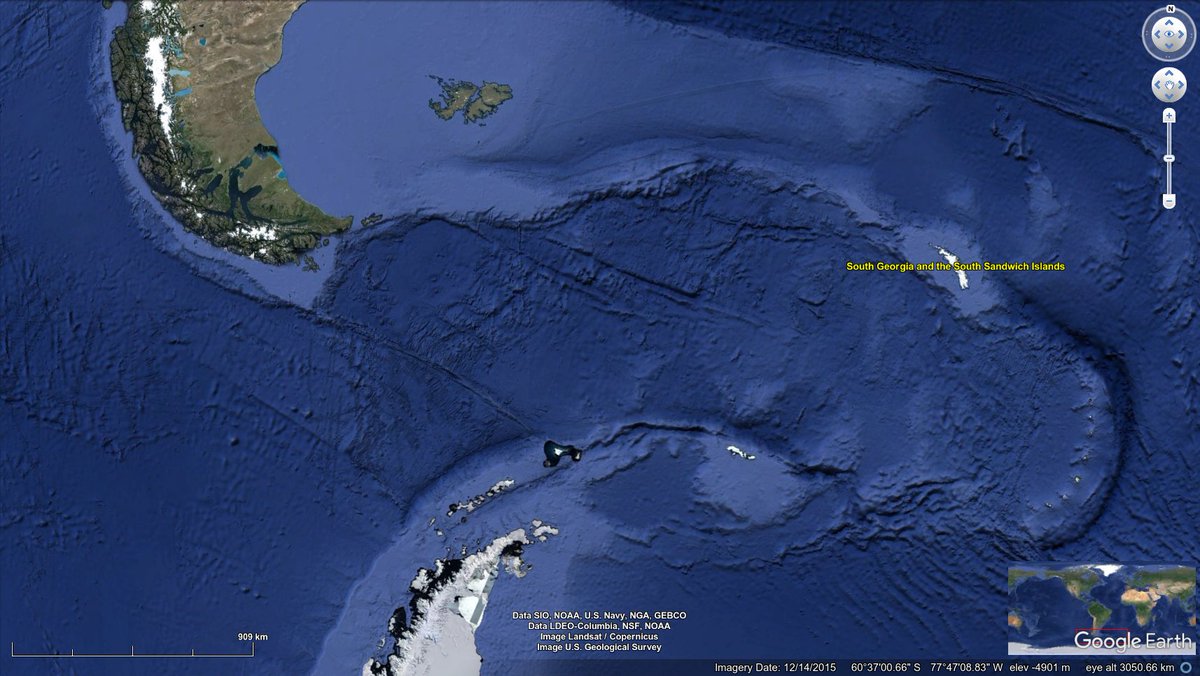 N
South Georgia and the South Sandwich Islands
909 km
Data SIO, NOAA, U.S. Navy, NGA, GEBCO
Data LDEO-Columbia, NSF, NOAA
Image Landsat / Copernicus
Image U.S. Geological Survey
Google Earth
Imagery Date: 12/14/2015 60°37'00.66" S 77°47'08.83" W elev -4901 m eye alt 3050.66 km